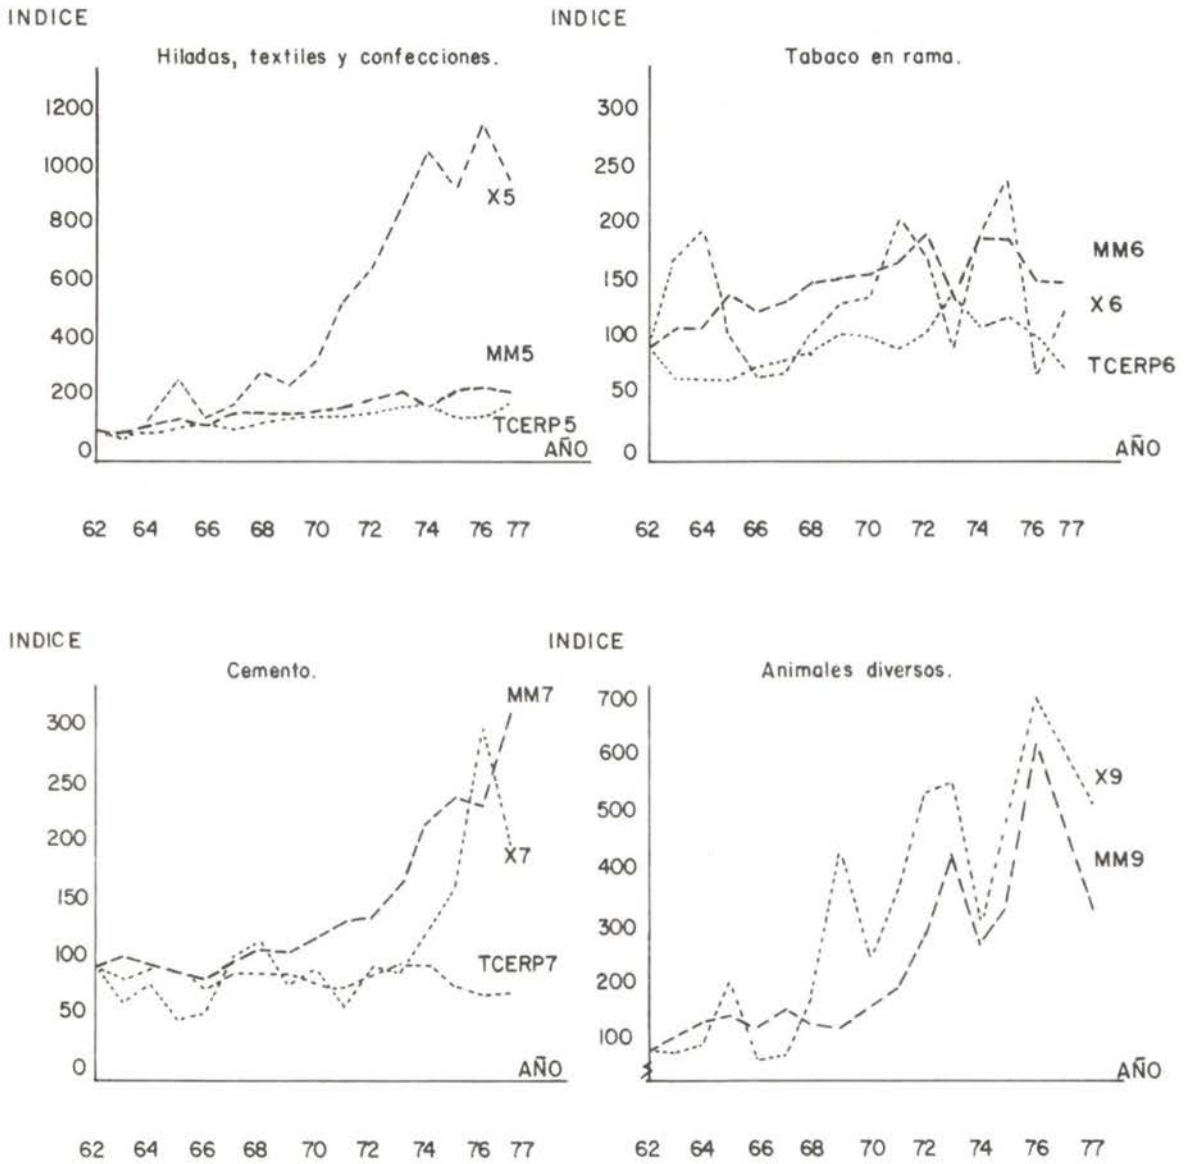 INDICE
Hiladas, textiles y confecciones.
1200
1000
800
600
400
200
0
X5
MM5
TCERP5
AÑO
62 64 66 68 70 72 74 76 77
INDICE
Tabaco en rama.
300
250
200
150
100
50
0
MM6
X6
TCERP6
AÑO
62 64 66 68 70 72 74 76 77
INDICE
Cemento.
300
250
200
150
100
50
0
MM7
X7
TCERP7
AÑO
62 64 66 68 70 72 74 76 77
INDICE
Animales diversos.
700
600
500
400
300
200
100
X9
MM9
AÑO
62 64 66 68 70 72 74 76 77